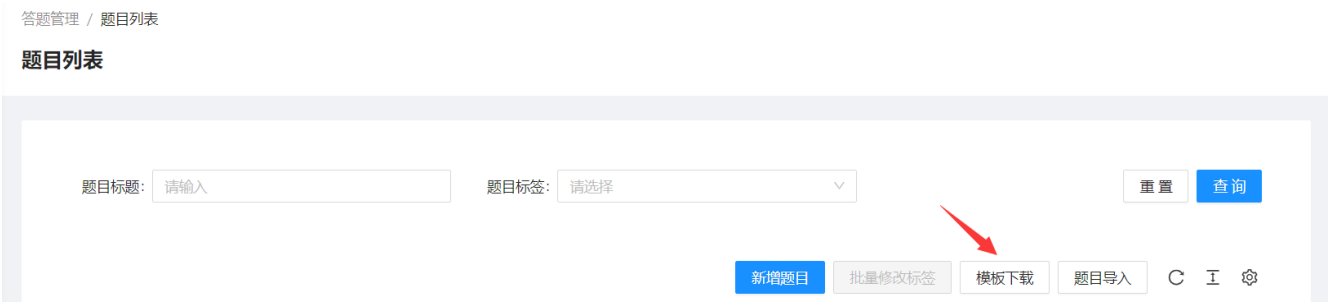 答题管理 / 题目列表
题目列表
题目标题: 请输入 题目标签: 请选择 重 置 查 询
新增题目 批量修改标签 模板下载 题目导入